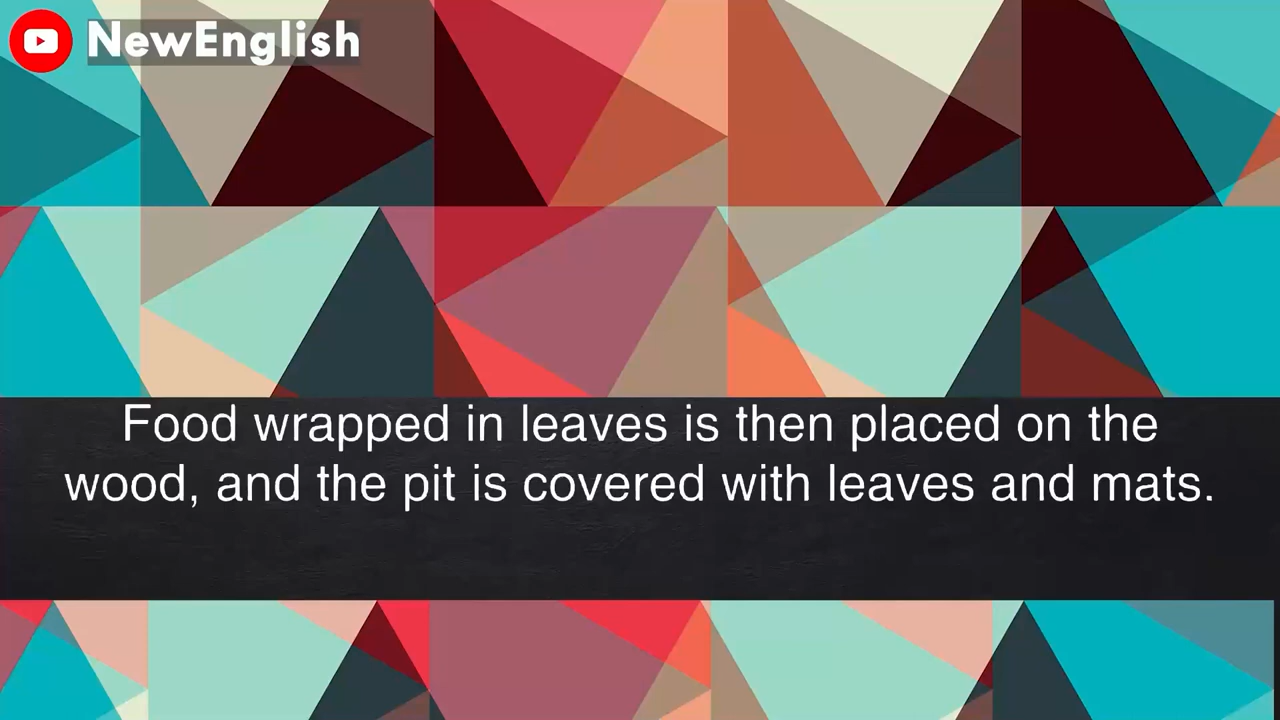 NewEnglish
Food wrapped in leaves is then placed on the
wood, and the pit is covered with leaves and mats.